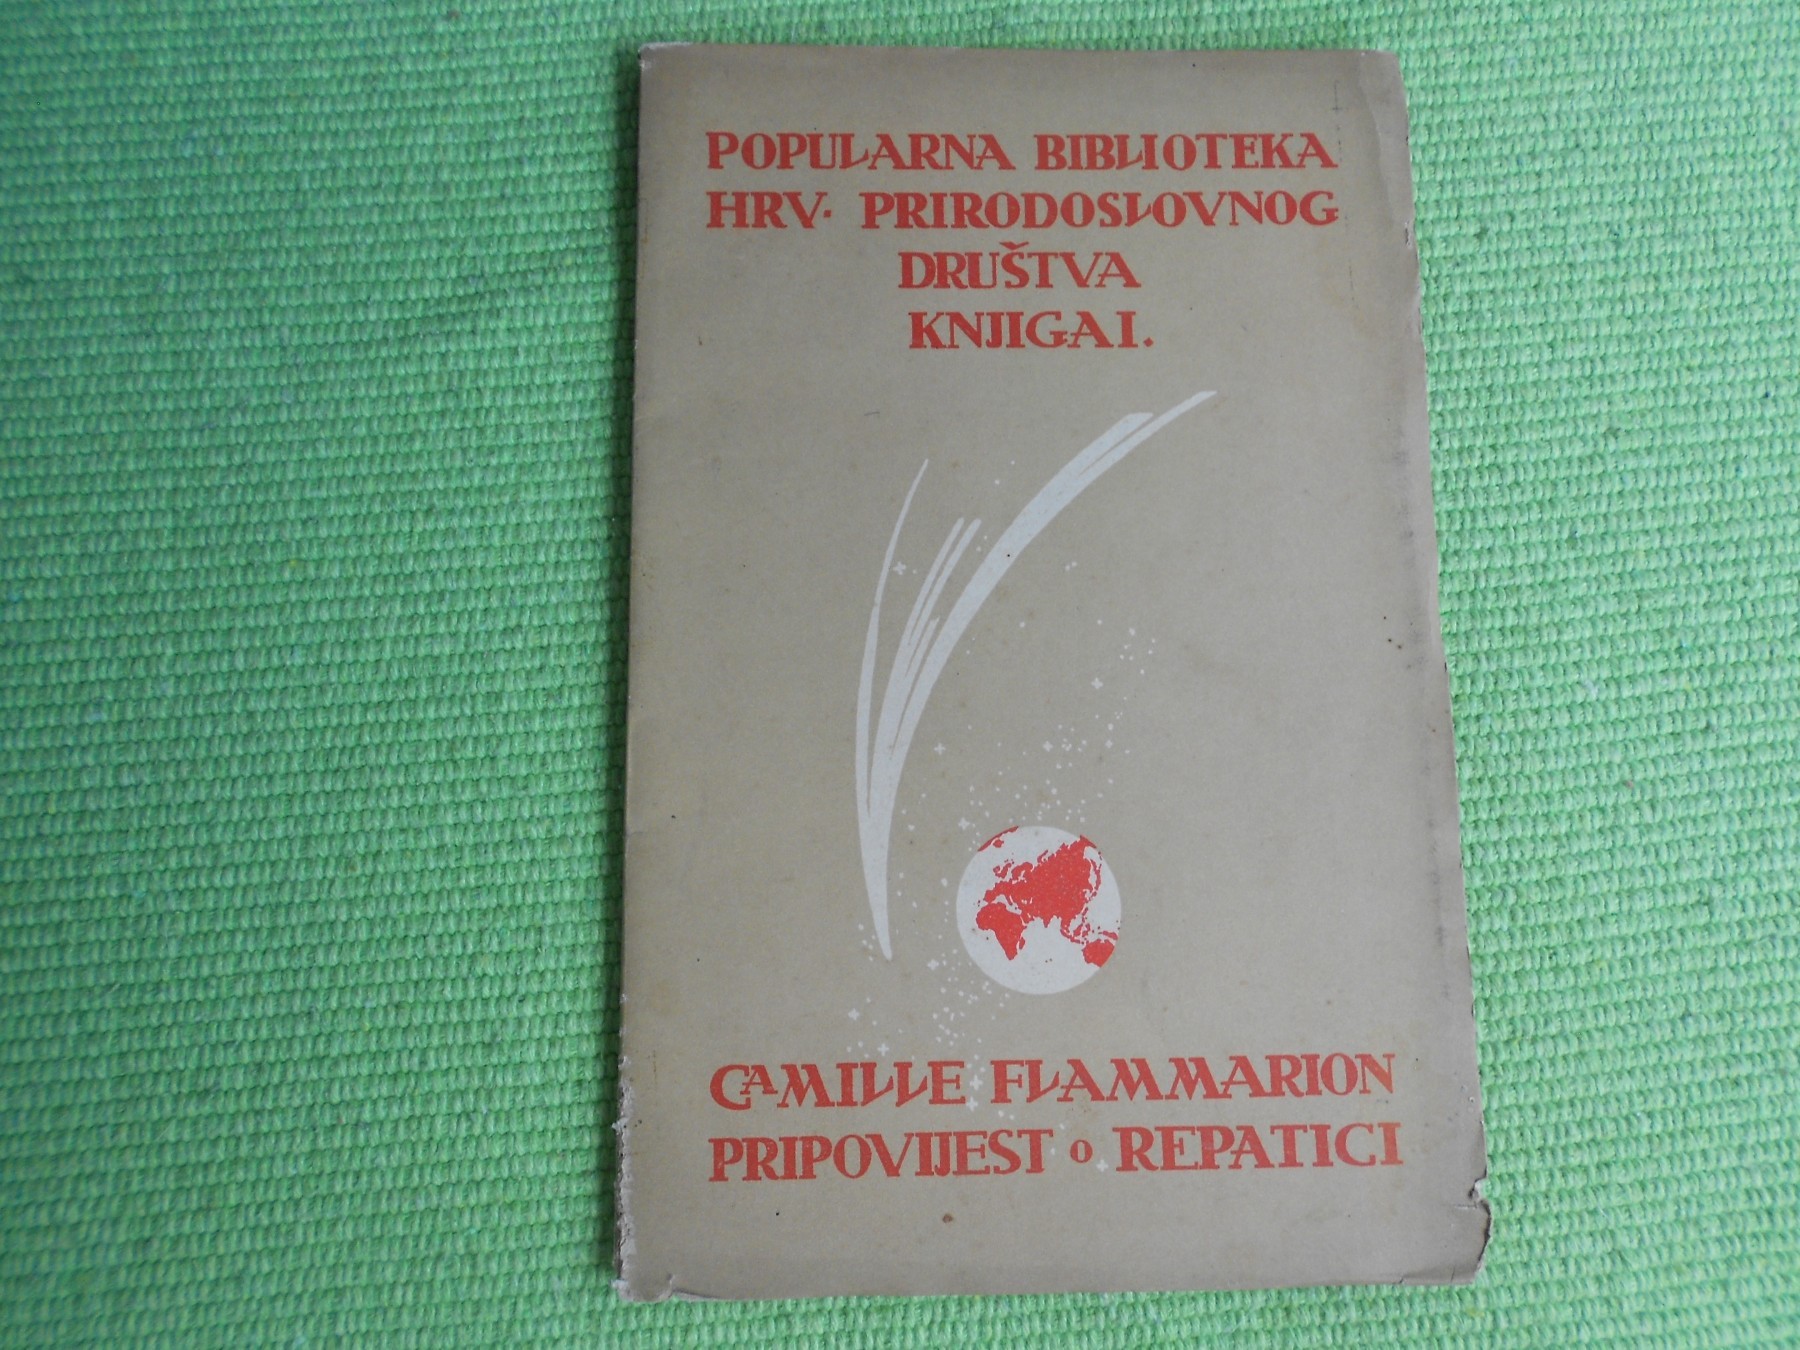 POPULARNA BIBLIOTEKA
HRV. PRIRODOSLOVNOG
DRUŠTVA
KNJIGA I.
CAMILLE FLAMMARION
PRIPOVIJEST O REPATICI